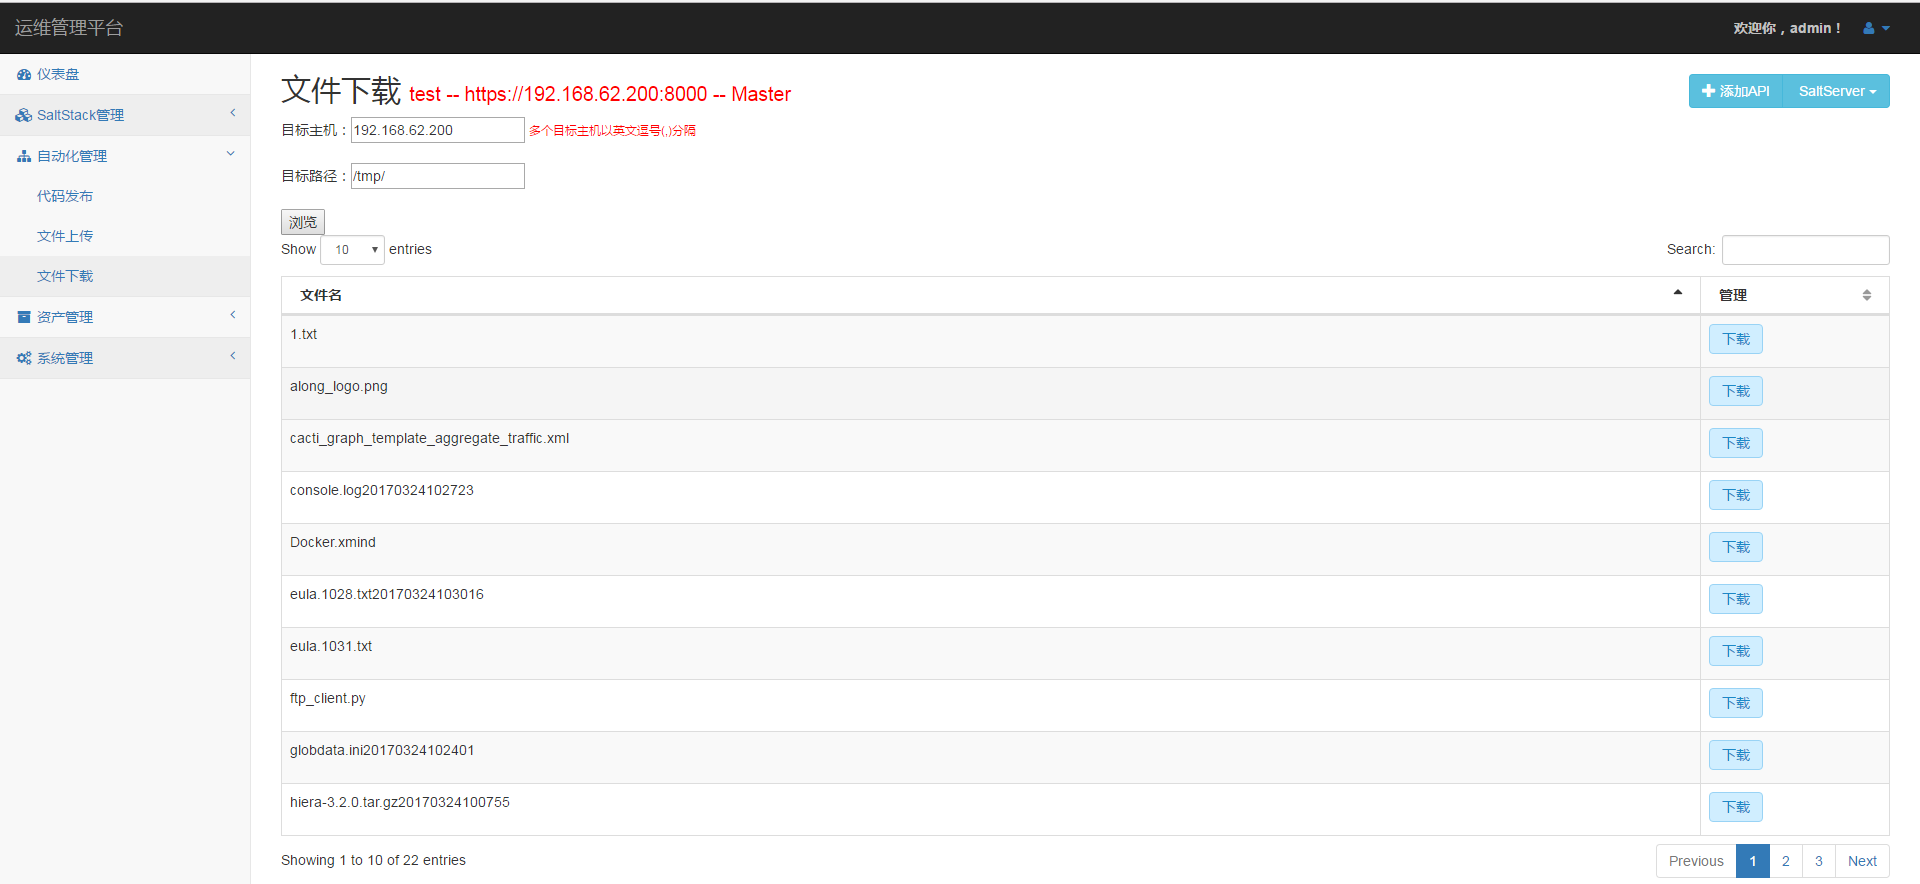 运维管理平台
欢迎你，admin！
仪表盘
SaltStack管理
自动化管理
代码发布
文件上传
文件下载
资产管理
系统管理
文件下载 test -- https://192.168.62.200:8000 -- Master
添加API SaltServer
目标主机：192.168.62.200 多个目标主机以英文逗号(,)分隔
目标路径：/tmp/
浏览
Show 10 entries
Search:
文件名 管理
1.txt 下载
along_logo.png 下载
cacti_graph_template_aggregate_traffic.xml 下载
console.log20170324102723 下载
Docker.xmind 下载
eula.1028.txt20170324103016 下载
eula.1031.txt 下载
ftp_client.py 下载
globdata.ini20170324102401 下载
hiera-3.2.0.tar.gz20170324100755 下载
Showing 1 to 10 of 22 entries
Previous 1 2 3 Next